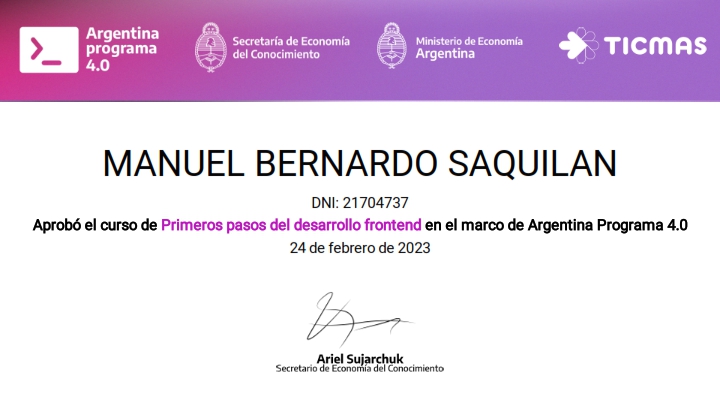 Argentina
programa
4.0
Secretaría de Economía
del Conocimiento
Ministerio de Economía
Argentina
TICMAS
MANUEL BERNARDO SAQUILAN
DNI: 21704737
Aprobó el curso de Primeros pasos del desarrollo frontend en el marco de Argentina Programa 4.0
24 de febrero de 2023
Ariel Sujarchuk
Secretario de Economía del Conocimiento